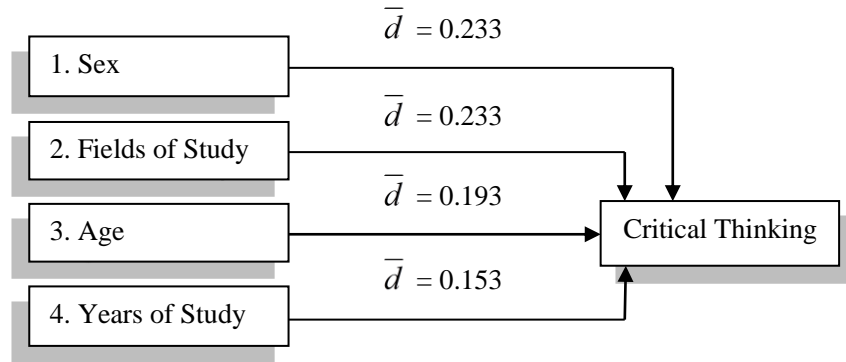 d̅ = 0.233
1. Sex
d̅ = 0.233
2. Fields of Study
d̅ = 0.193
3. Age
Critical Thinking
d̅ = 0.153
4. Years of Study